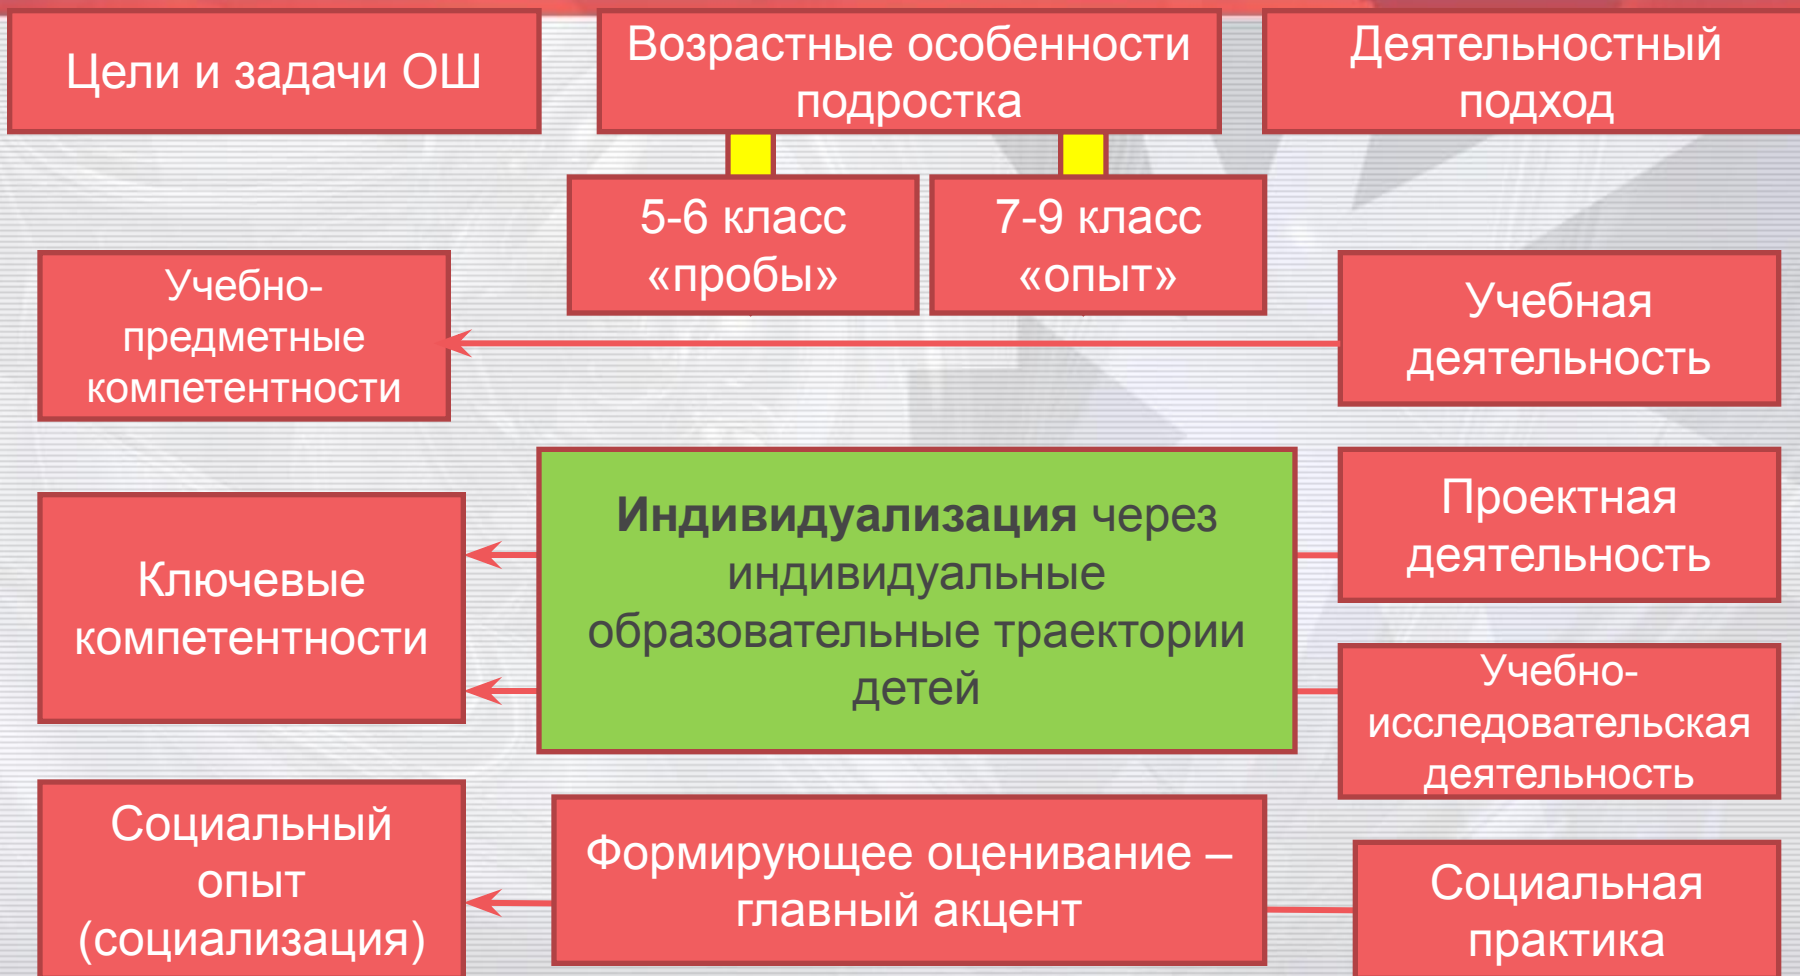 Цели и задачи ОШ
Возрастные особенности
подростка
Деятельностный
подход
5-6 класс
«пробы»
7-9 класс
«опыт»
Учебно-
предметные
компетентности
Учебная
деятельность
Ключевые
компетентности
Индивидуализация через
индивидуальные
образовательные траектории
детей
Проектная
деятельность
Учебно-
исследовательская
деятельность
Социальный
опыт
(социализация)
Формирующее оценивание –
главный акцент
Социальная
практика